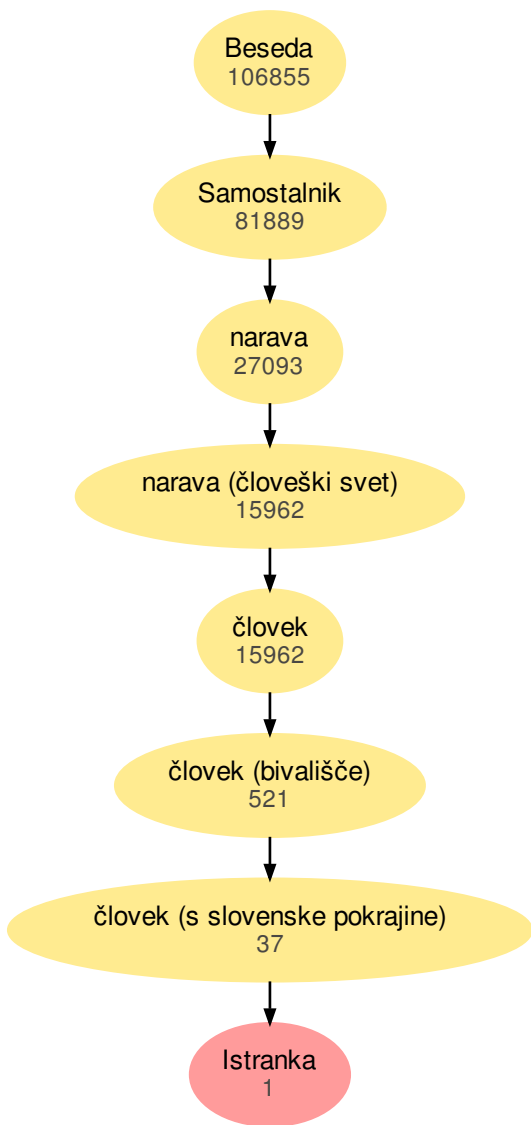 Beseda
106855
Samostalnik
81889
narava
27093
narava (človeški svet)
15962
človek
15962
človek (bivališče)
521
človek (s slovenske pokrajine)
37
Istranka
1